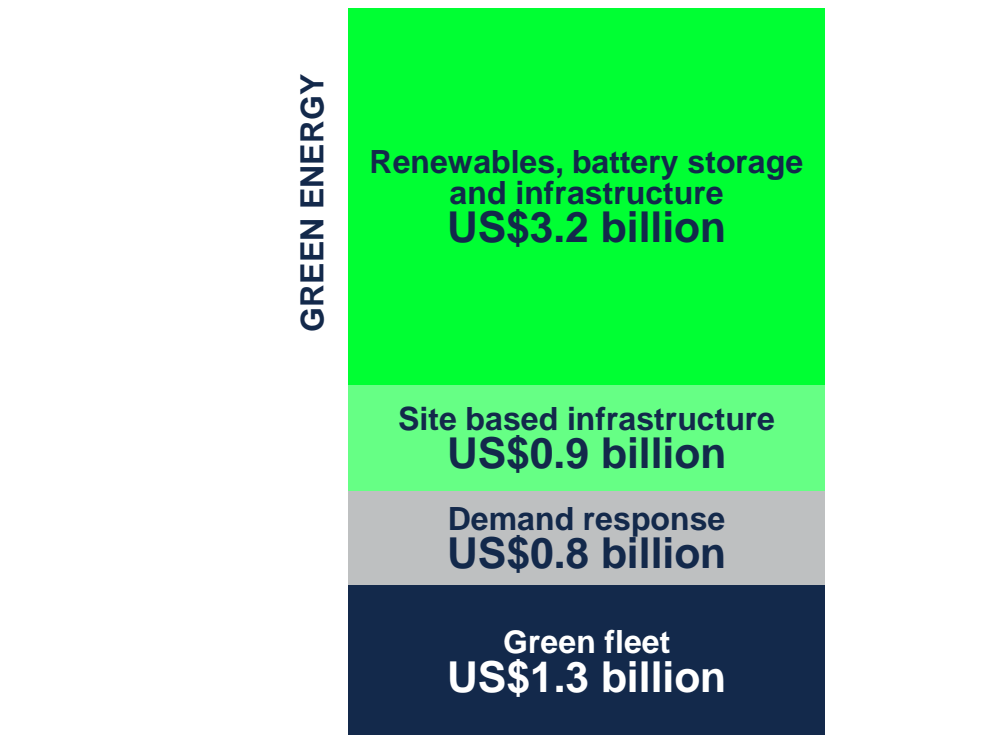 GREEN ENERGY
Renewables, battery storage
and infrastructure
US$3.2 billion
Site based infrastructure
US$0.9 billion
Demand response
US$0.8 billion
Green fleet
US$1.3 billion